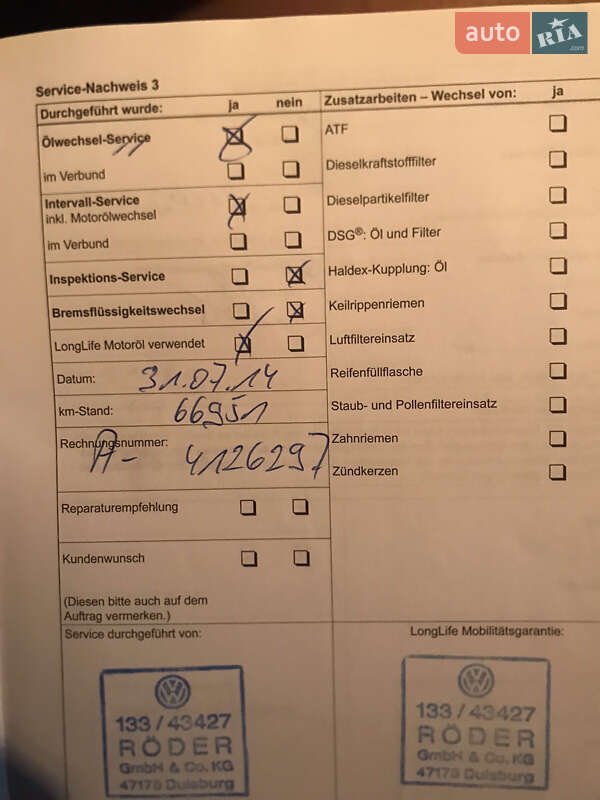 auto RIA.com
Service-Nachweis 3
Durchgeführt wurde: ja nein
Ölwechsel-Service
im Verbund
Intervall-Service
inkl. Motorölwechsel
im Verbund
Inspektions-Service
Bremsflüssigkeitswechsel
LongLife Motoröl verwendet
Datum: 31.07.14
km-Stand: 66951
Rechnungsnummer:
A- 4126297
Reparaturempfehlung
Kundenwunsch
(Diesen bitte auch auf dem
Auftrag vermerken.)
Zusatzarbeiten – Wechsel von: ja
ATF
Dieselkraftstofffilter
Dieselpartikelfilter
DSG®: Öl und Filter
Haldex-Kupplung: Öl
Keilrippenriemen
Luftfiltereinsatz
Reifenfüllflasche
Staub- und Pollenfiltereinsatz
Zahnriemen
Zündkerzen
Service durchgeführt von:
133 / 43427
RÖDER
GmbH & Co. KG
47178 Duisburg
LongLife Mobilitätsgarantie:
133 / 43427
RÖDER
GmbH & Co. KG
47178 Duisburg